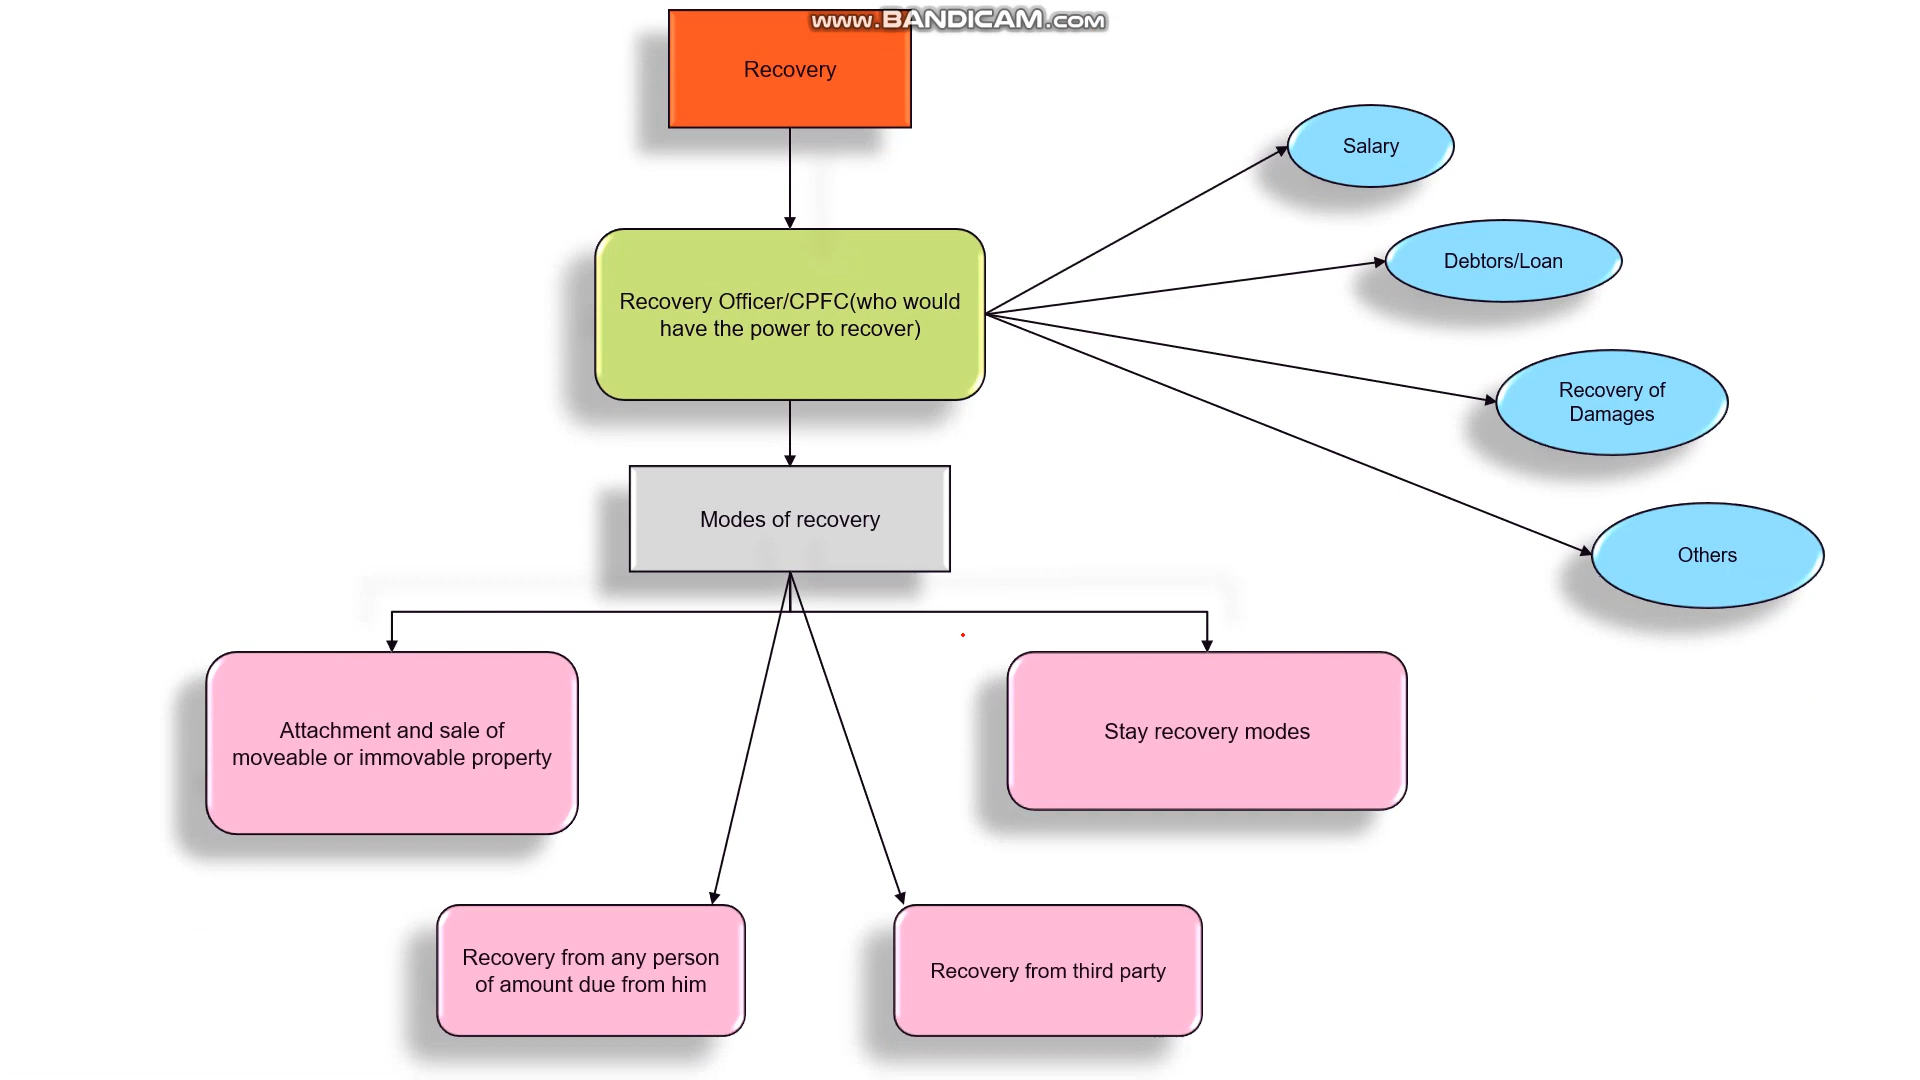 www.BANDICAM.com
Recovery
Salary
Debtors/Loan
Recovery Officer/CPFC(who would
have the power to recover)
Recovery of
Damages
Modes of recovery
Others
Attachment and sale of
moveable or immovable property
Stay recovery modes
Recovery from any person
of amount due from him
Recovery from third party